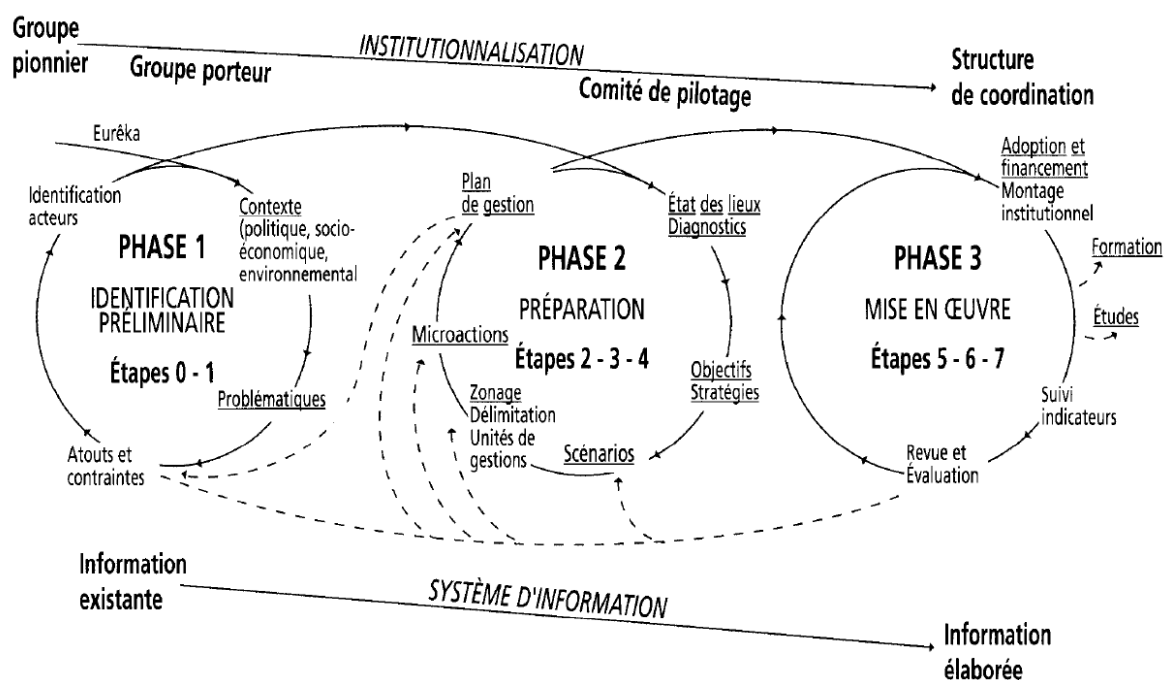 Groupe
pionnier
INSTITUTIONNALISATION
Groupe porteur
Comité de pilotage
Structure
de coordination
Eurêka
Identification
acteurs
Contexte
(politique, socio-
économique,
environnemental
PHASE 1
IDENTIFICATION
PRÉLIMINAIRE
Étapes 0 - 1
Problématiques
Atouts et
contraintes
Plan
de gestion
État des lieux
Diagnostics
PHASE 2
PRÉPARATION
Étapes 2 - 3 - 4
Microactions
Objectifs
Stratégies
Zonage
Délimitation
Unités de
gestions
Scénarios
Adoption et
financement
Montage
institutionnel
PHASE 3
MISE EN ŒUVRE
Étapes 5 - 6 - 7
Formation
Études
Suivi
indicateurs
Revue et
Évaluation
Information
existante
SYSTÈME D'INFORMATION
Information
élaborée